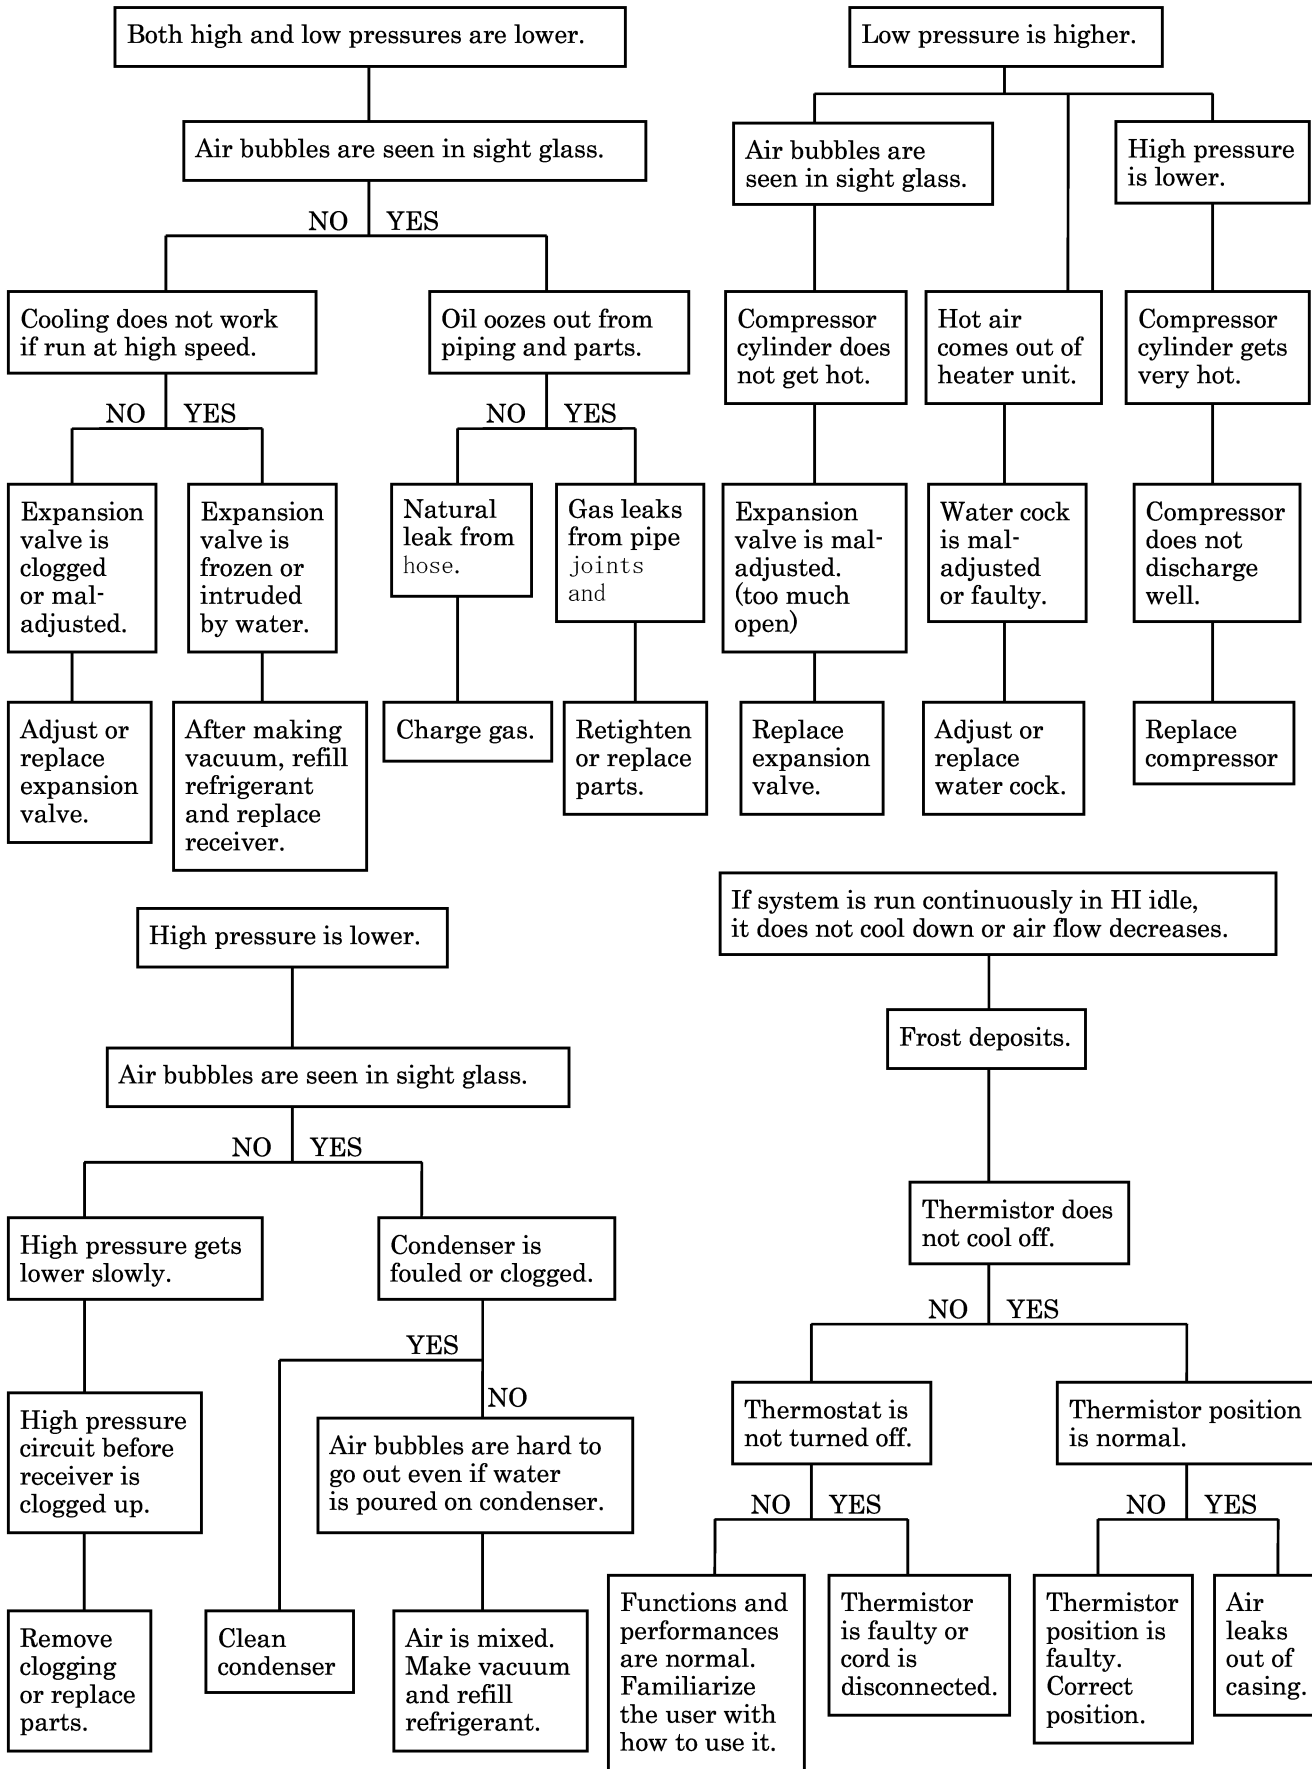 Both high and low pressures are lower.
Air bubbles are seen in sight glass.
NO
YES
Cooling does not work
if run at high speed.
NO
YES
Expansion
valve is
clogged
or mal-
adjusted.
Adjust or
replace
expansion
valve.
Expansion
valve is
frozen or
intruded
by water.
After making
vacuum, refill
refrigerant
and replace
receiver.
Oil oozes out from
piping and parts.
NO
YES
Natural
leak from
hose.
Charge gas.
Gas leaks
from pipe
joints
and
Retighten
or replace
parts.
Low pressure is higher.
Air bubbles are
seen in sight glass.
Compressor
cylinder does
not get hot.
Expansion
valve is mal-
adjusted.
(too much
open)
Replace
expansion
valve.
Hot air
comes out of
heater unit.
Water cock
is mal-
adjusted
or faulty.
Adjust or
replace
water cock.
High pressure
is lower.
Compressor
cylinder gets
very hot.
Compressor
does not
discharge
well.
Replace
compressor
High pressure is lower.
Air bubbles are seen in sight glass.
NO
YES
High pressure gets
lower slowly.
High pressure
circuit before
receiver is
clogged up.
Remove
clogging
or replace
parts.
Condenser is
fouled or clogged.
YES
NO
Clean
condenser
Air bubbles are hard to
go out even if water
is poured on condenser.
Air is mixed.
Make vacuum
and refill
refrigerant.
If system is run continuously in HI idle,
it does not cool down or air flow decreases.
Frost deposits.
Thermistor does
not cool off.
NO
YES
Thermostat is
not turned off.
NO
YES
Functions and
performances
are normal.
Familiarize
the user with
how to use it.
Thermistor
is faulty or
cord is
disconnected.
Thermistor position
is normal.
NO
YES
Thermistor
position is
faulty.
Correct
position.
Air
leaks
out of
casing.